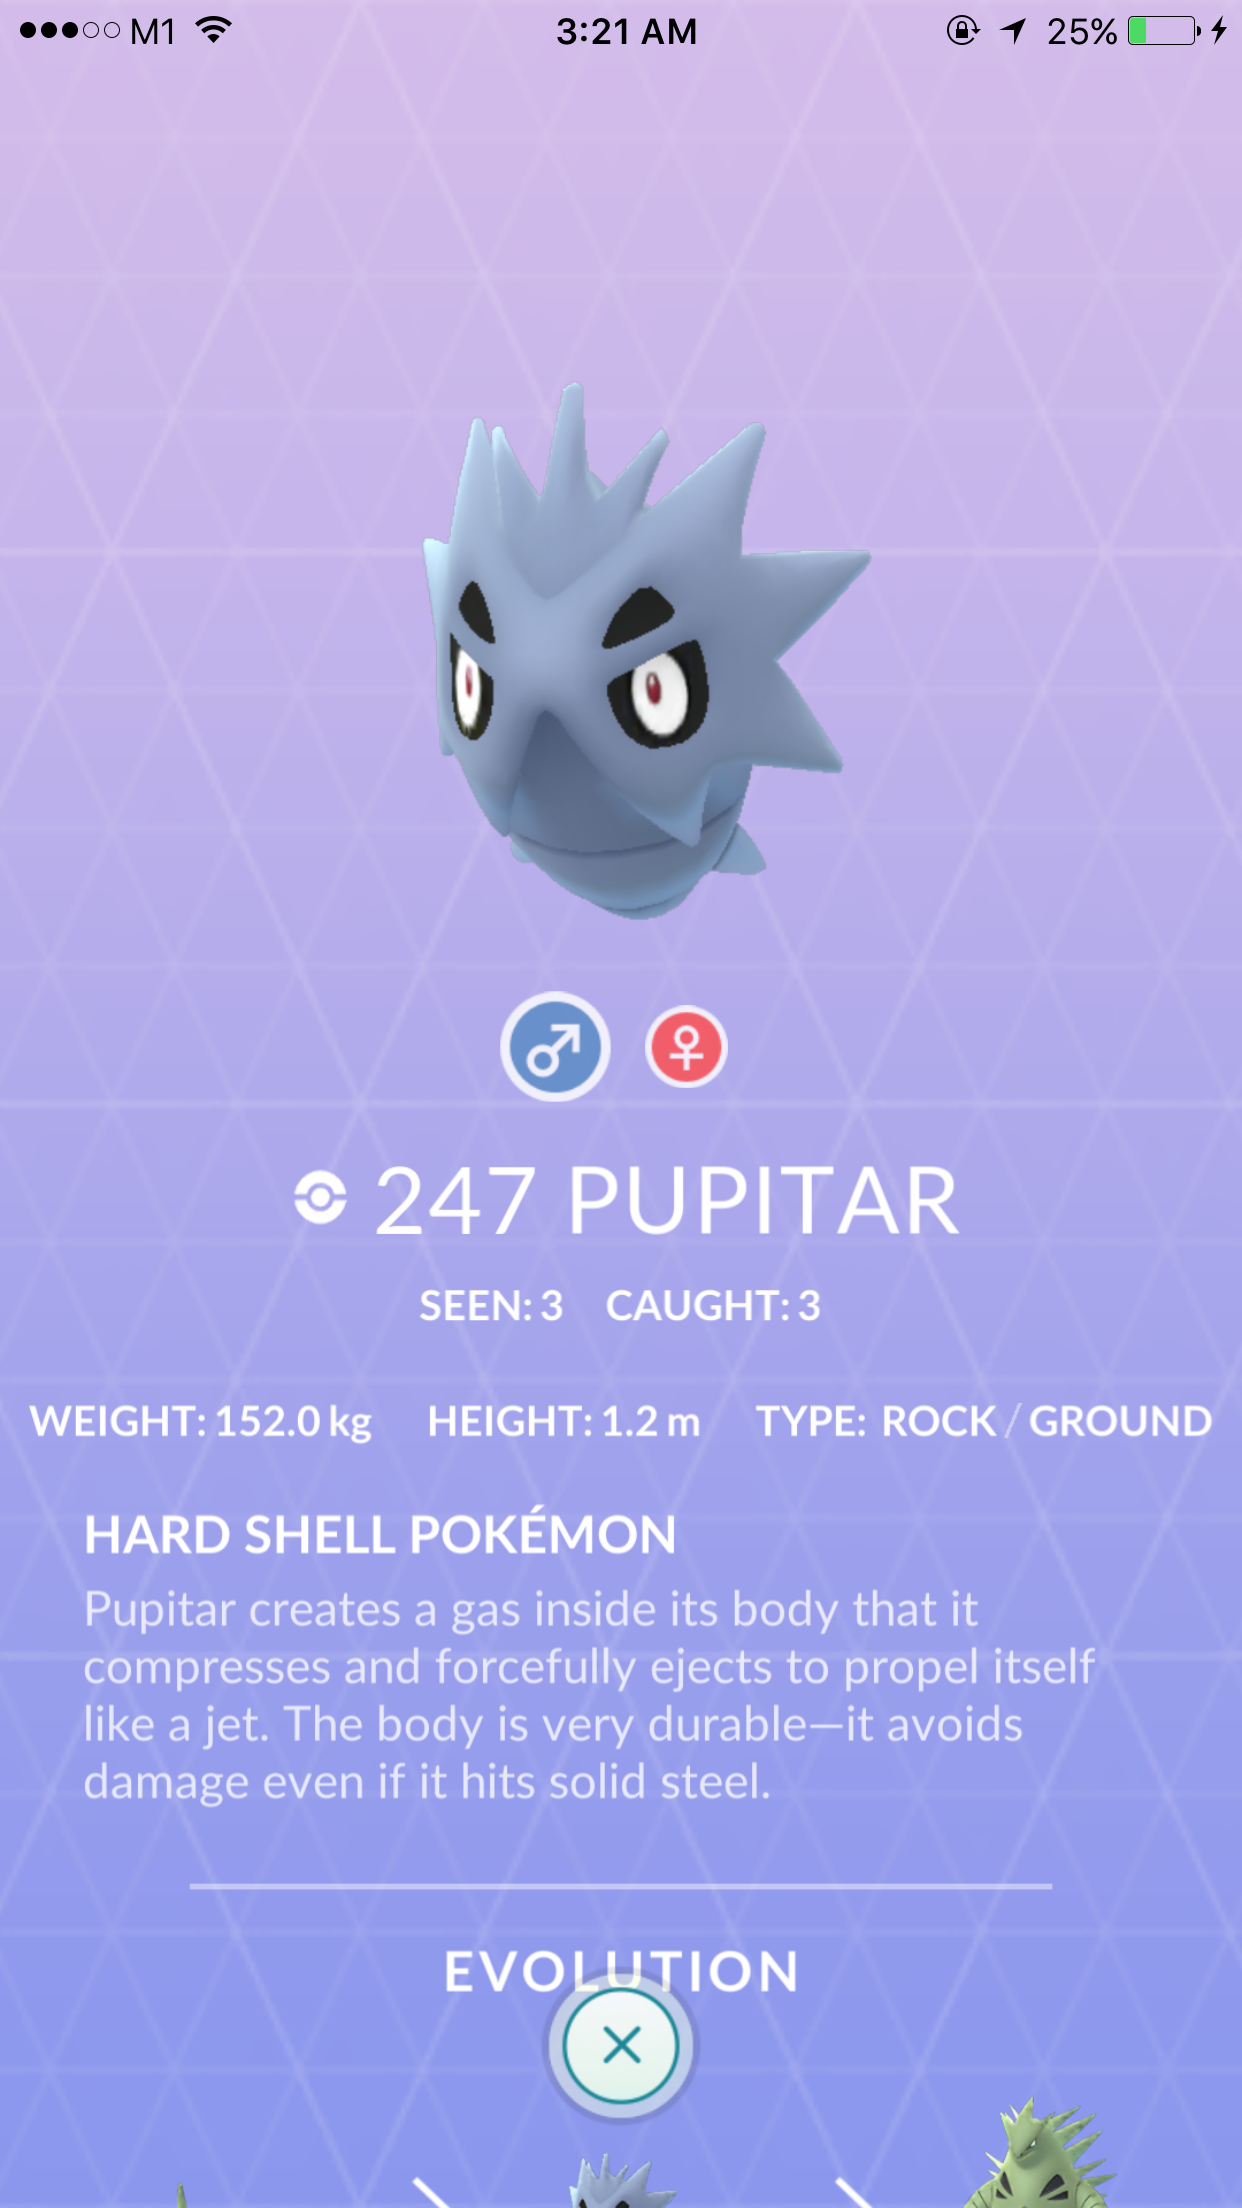 M1 3:21 AM 25%
247 PUPITAR
SEEN: 3 CAUGHT: 3
WEIGHT: 152.0 kg HEIGHT: 1.2 m TYPE: ROCK / GROUND
HARD SHELL POKÉMON
Pupitar creates a gas inside its body that it
compresses and forcefully ejects to propel itself
like a jet. The body is very durable—it avoids
damage even if it hits solid steel.
EVOLUTION